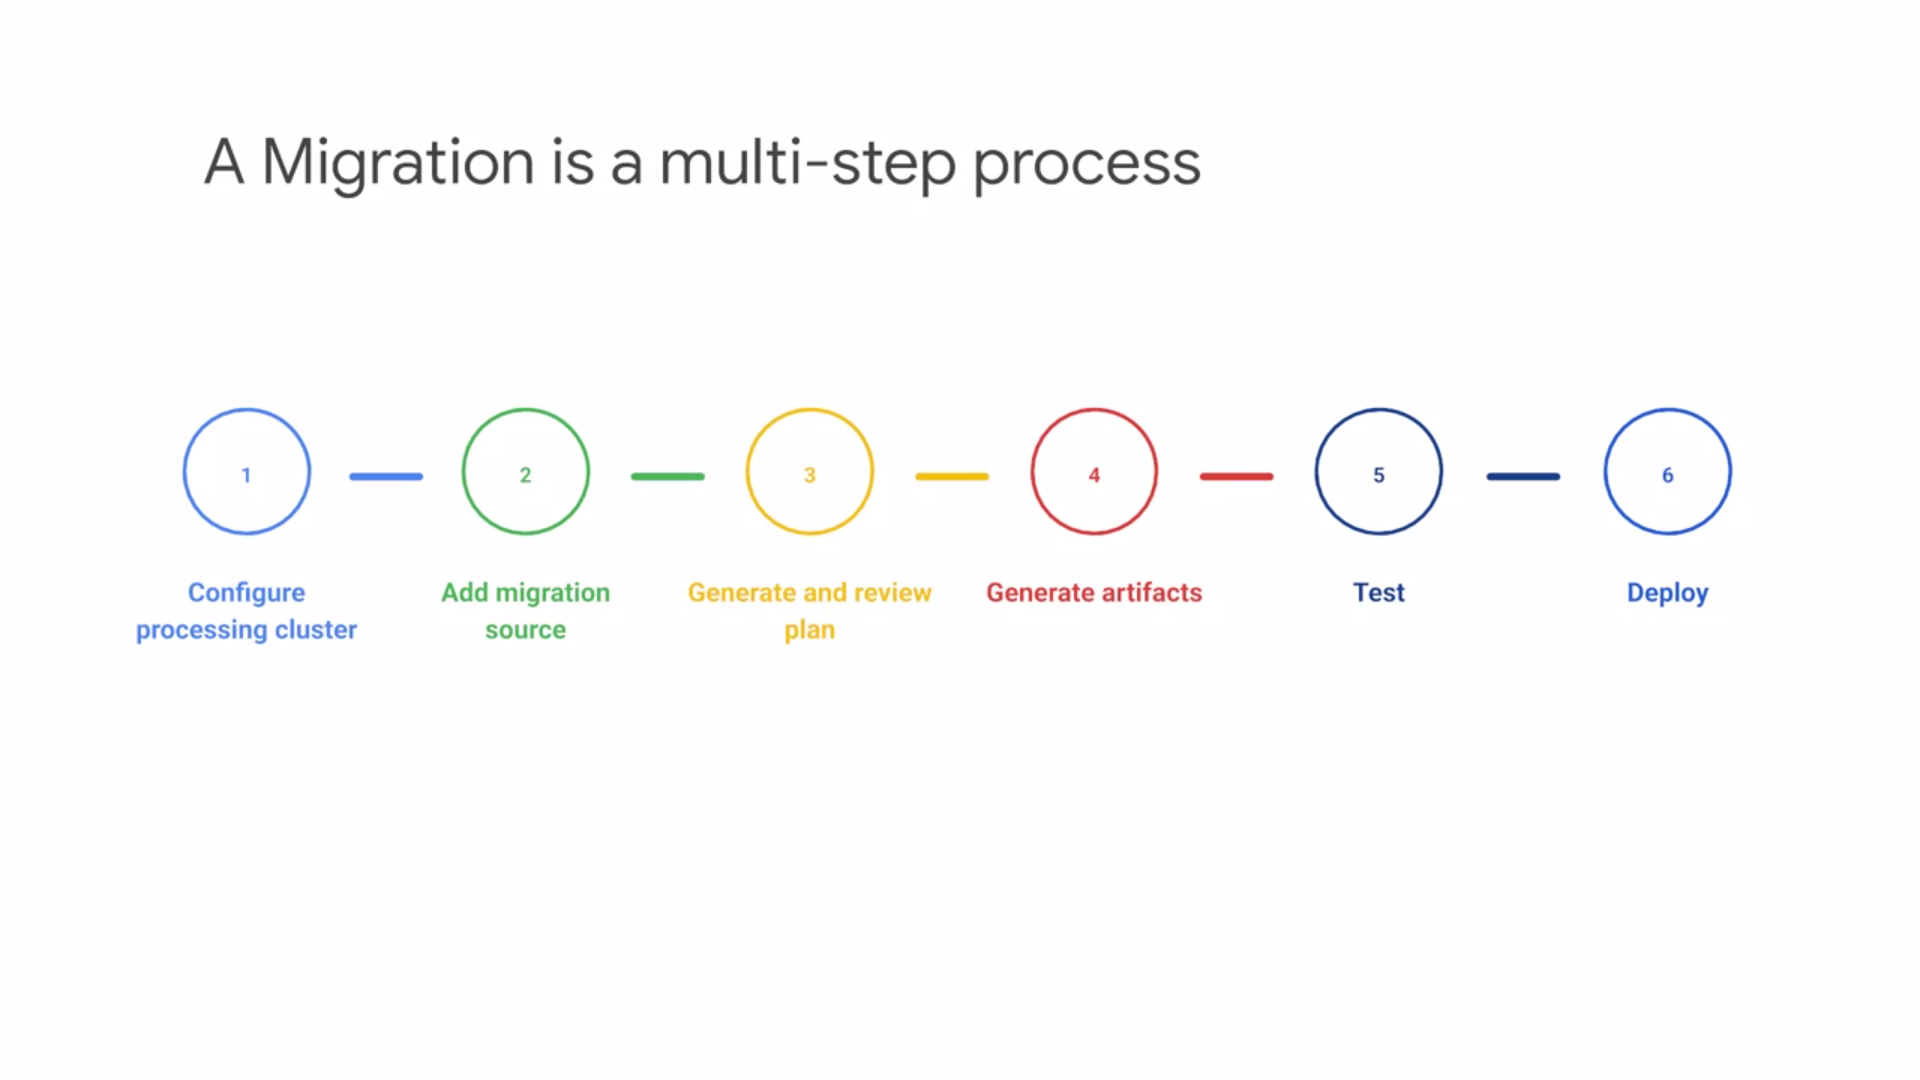 A Migration is a multi-step process
1
2
3
4
5
6
Configure
processing cluster
Add migration
source
Generate and review
plan
Generate artifacts
Test
Deploy